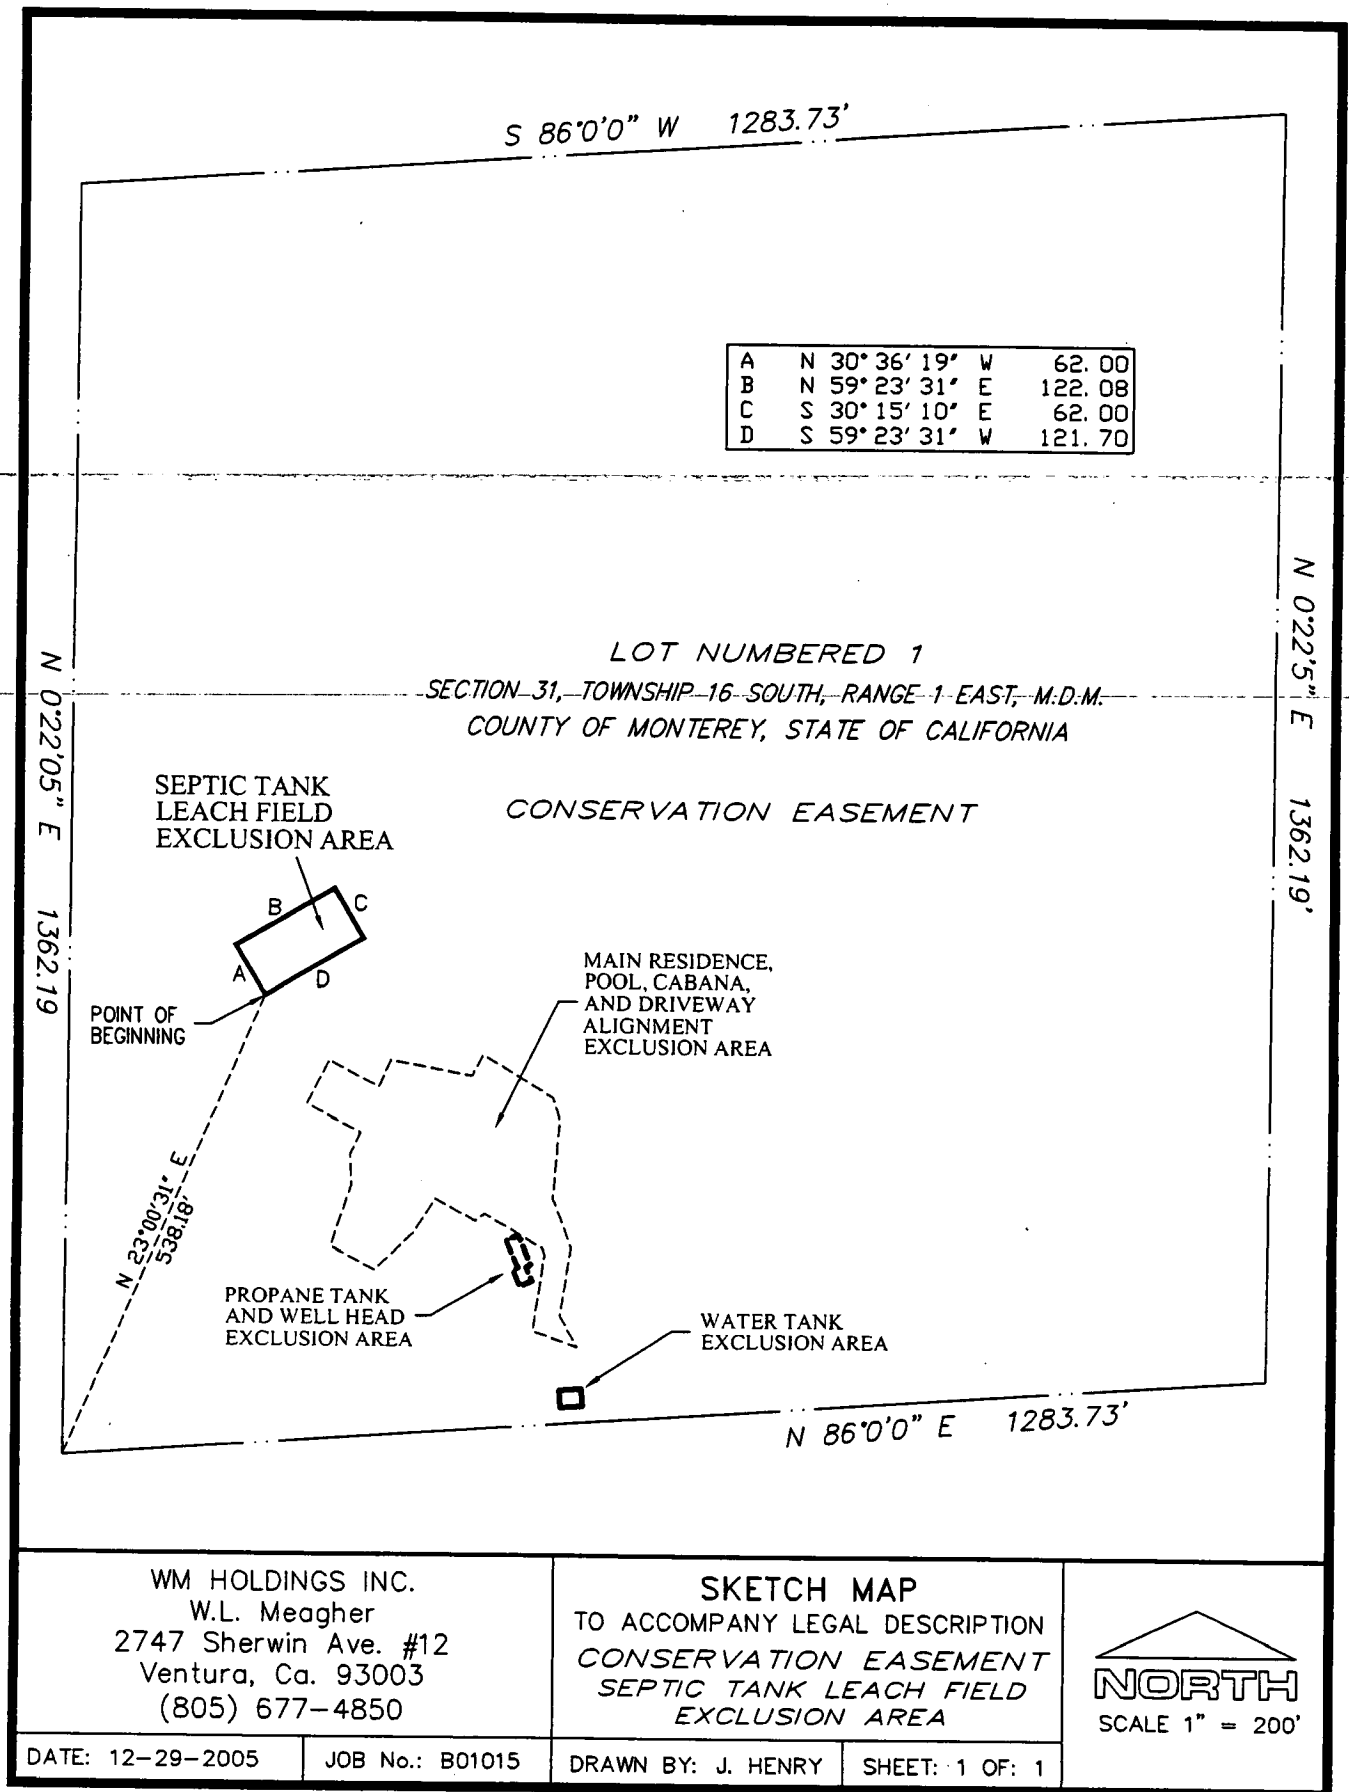 S 86°0'0" W 1283.73'
A N 30°36'19" W 62.00
B N 59°23'31" E 122.08
C S 30°15'10" E 62.00
D S 59°23'31" W 121.70
N 0°22'05" E 1362.19
N 0°22'5" E 1362.19'
LOT NUMBERED 1
SECTION 31, TOWNSHIP 16 SOUTH, RANGE 1 EAST, M.D.M.
COUNTY OF MONTEREY, STATE OF CALIFORNIA
CONSERVATION EASEMENT
SEPTIC TANK
LEACH FIELD
EXCLUSION AREA
B
C
A
D
POINT OF
BEGINNING
MAIN RESIDENCE,
POOL, CABANA,
AND DRIVEWAY
ALIGNMENT
EXCLUSION AREA
N 23°00'31" E
538.18'
PROPANE TANK
AND WELL HEAD
EXCLUSION AREA
WATER TANK
EXCLUSION AREA
N 86°0'0" E 1283.73'
WM HOLDINGS INC.
W.L. Meagher
2747 Sherwin Ave. #12
Ventura, Ca. 93003
(805) 677-4850
SKETCH MAP
TO ACCOMPANY LEGAL DESCRIPTION
CONSERVATION EASEMENT
SEPTIC TANK LEACH FIELD
EXCLUSION AREA
NORTH
SCALE 1" = 200'
DATE: 12-29-2005
JOB No.: B01015
DRAWN BY: J. HENRY
SHEET: 1 OF: 1